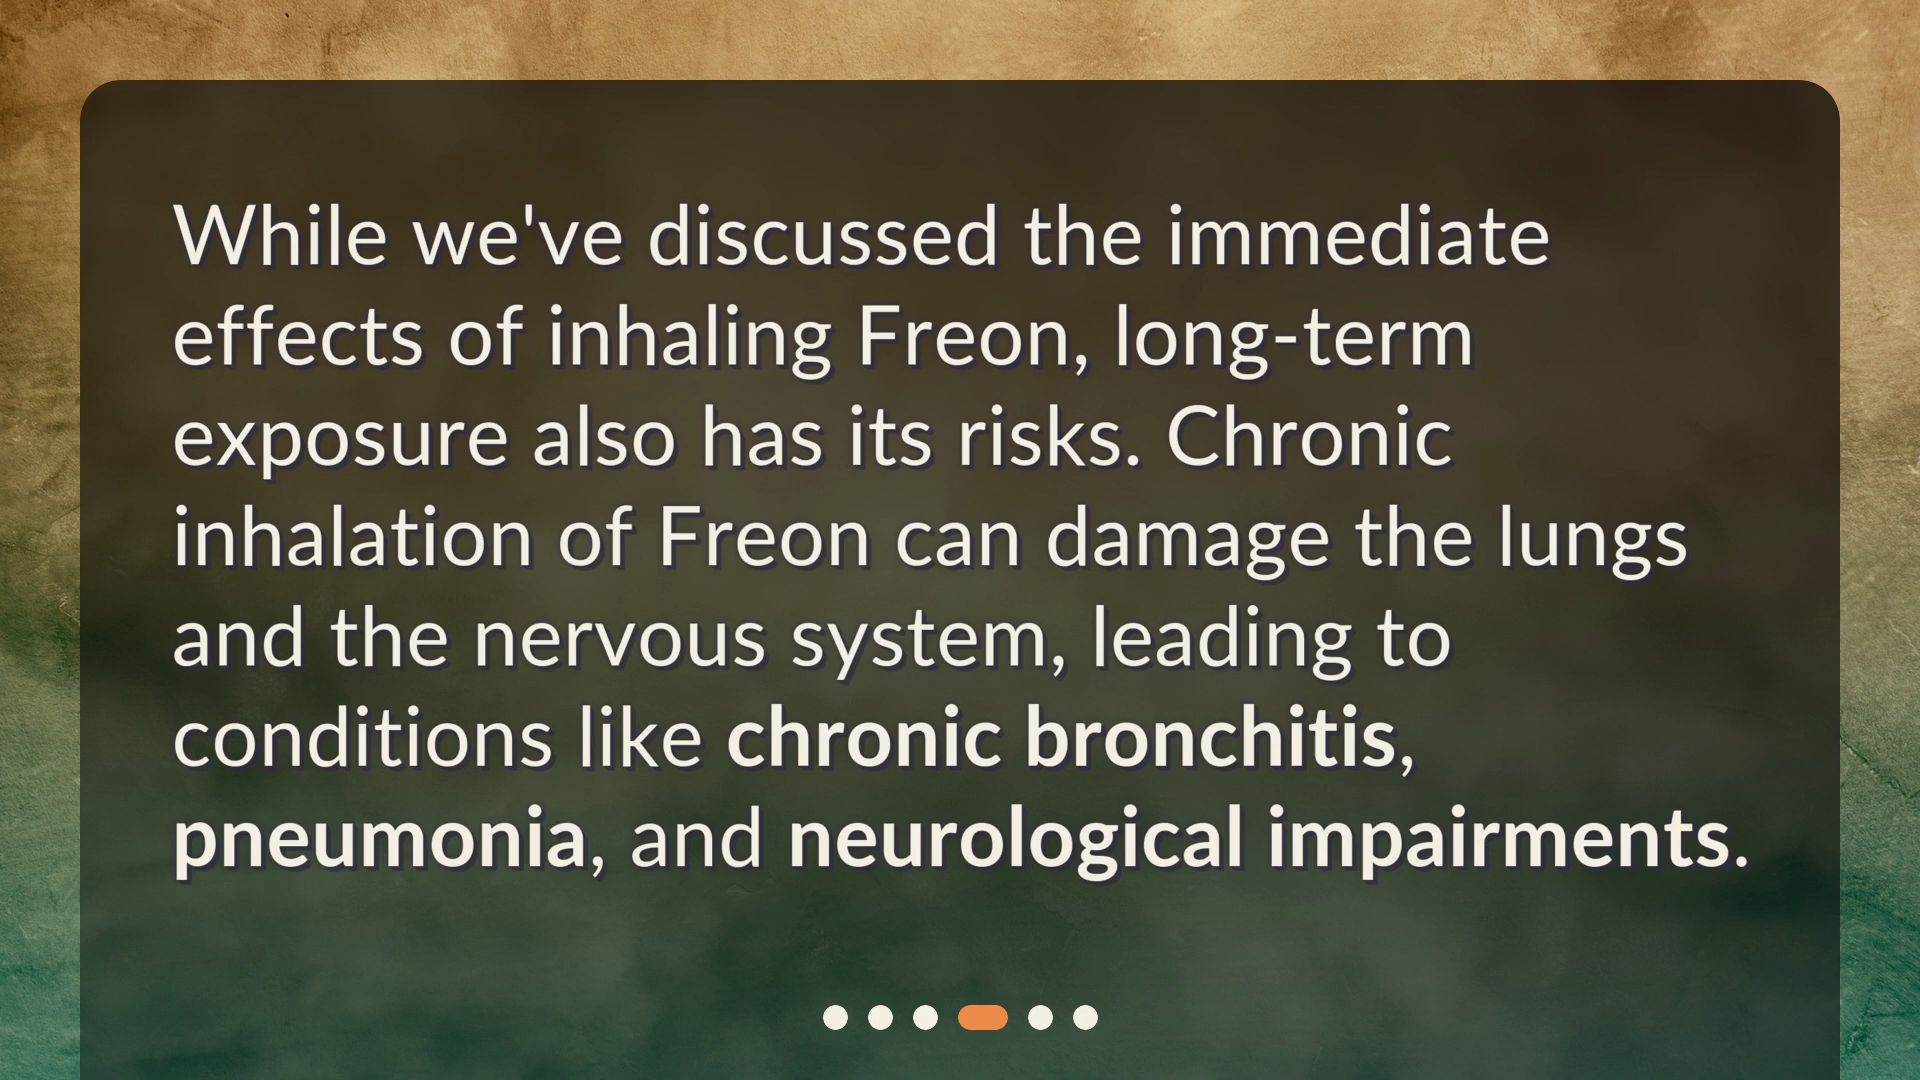 While we've discussed the immediate
effects of inhaling Freon, long-term
exposure also has its risks. Chronic
inhalation of Freon can damage the lungs
and the nervous system, leading to
conditions like chronic bronchitis,
pneumonia, and neurological impairments.